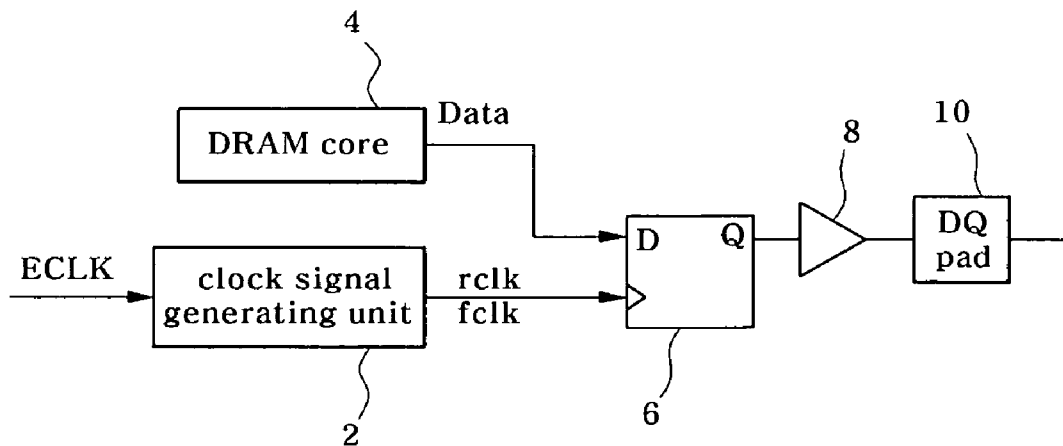 4
Data
DRAM core
8
10
D
Q
DQ
pad
ECLK
clock signal
generating unit
rclk
fclk
6
2